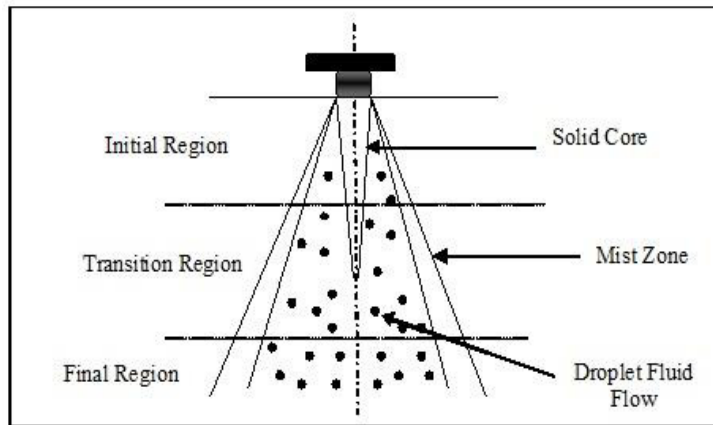 Initial Region
Solid Core
Transition Region
Mist Zone
Final Region
Droplet Fluid
Flow